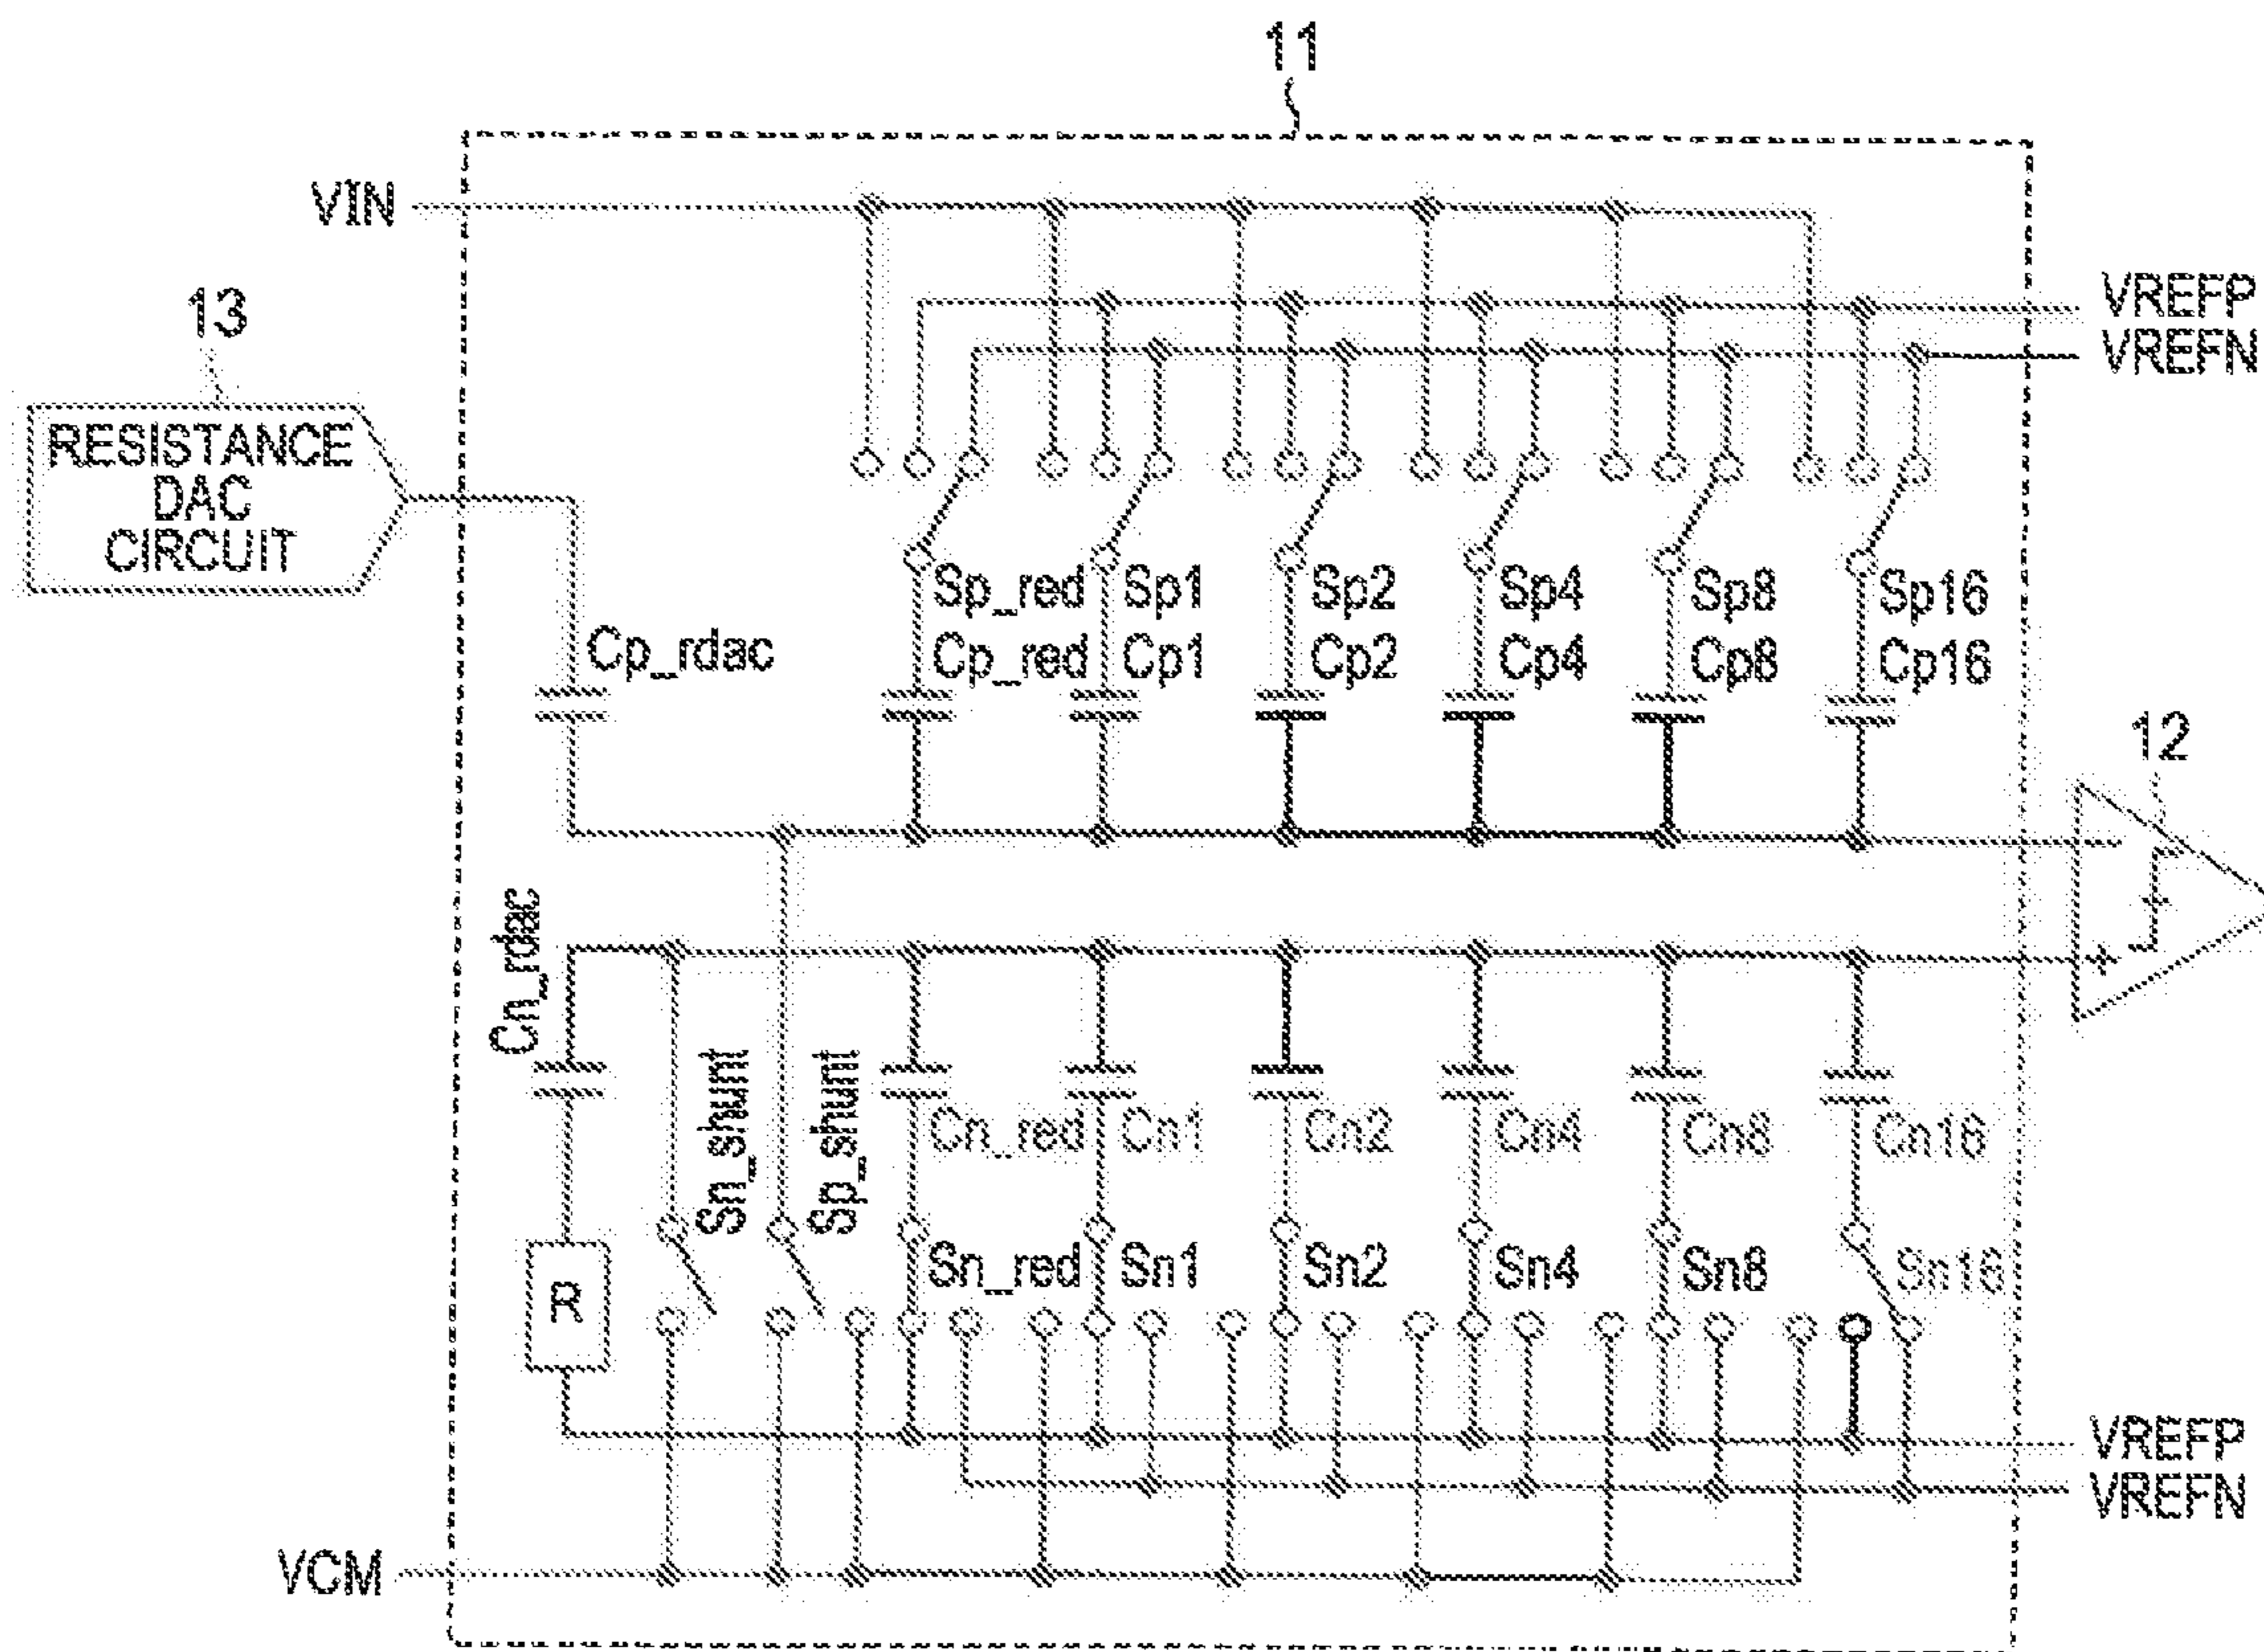 11
VIN
13
VREFP
VREFN
RESISTANCE
DAC
CIRCUIT
Sp_red Sp1 Sp2 Sp4 Sp8 Sp16
Cp_rdac Cp_red Cp1 Cp2 Cp4 Cp8 Cp16
12
-
+
Cn_rdac
Sn_shunt
Sp_shunt
Cn_red Cn1 Cn2 Cn4 Cn8 Cn16
Sn_red Sn1 Sn2 Sn4 Sn8 Sn16
R
VREFP
VREFN
VCM